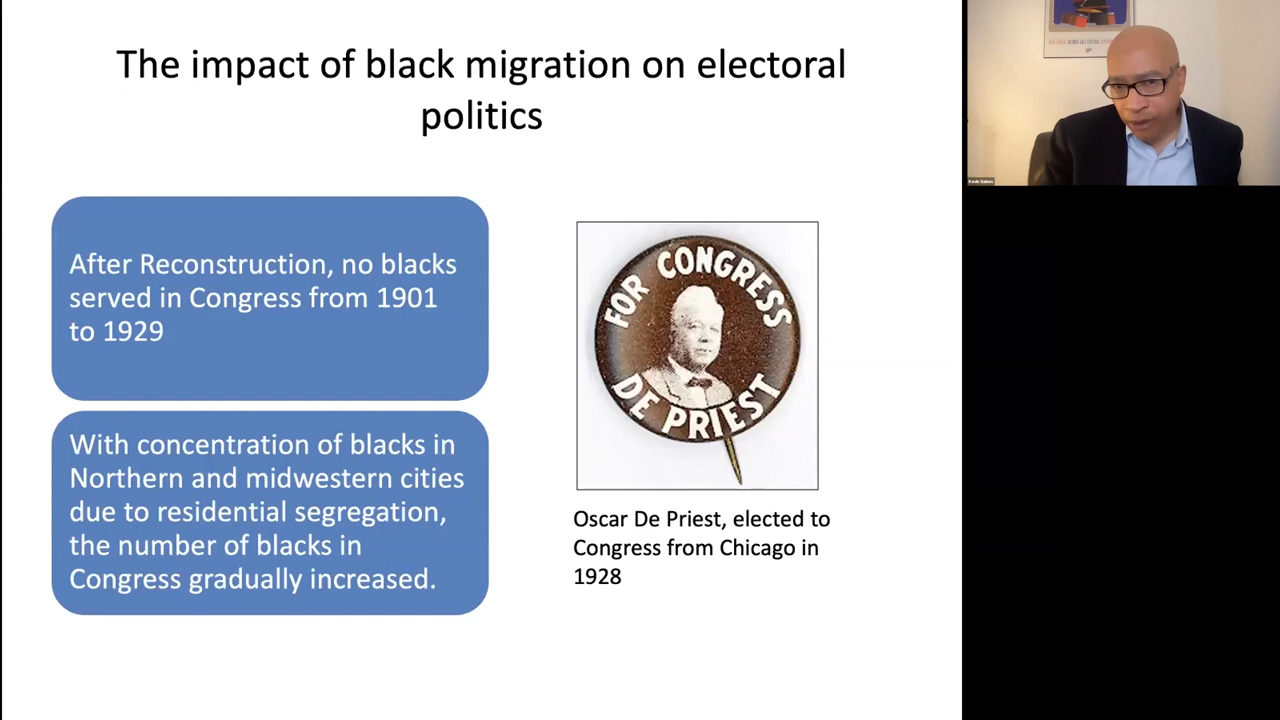 The impact of black migration on electoral
politics
After Reconstruction, no blacks
served in Congress from 1901
to 1929
With concentration of blacks in
Northern and midwestern cities
due to residential segregation,
the number of blacks in
Congress gradually increased.
FOR CONGRESS
DE PRIEST
Oscar De Priest, elected to
Congress from Chicago in
1928
Kevin Gaines